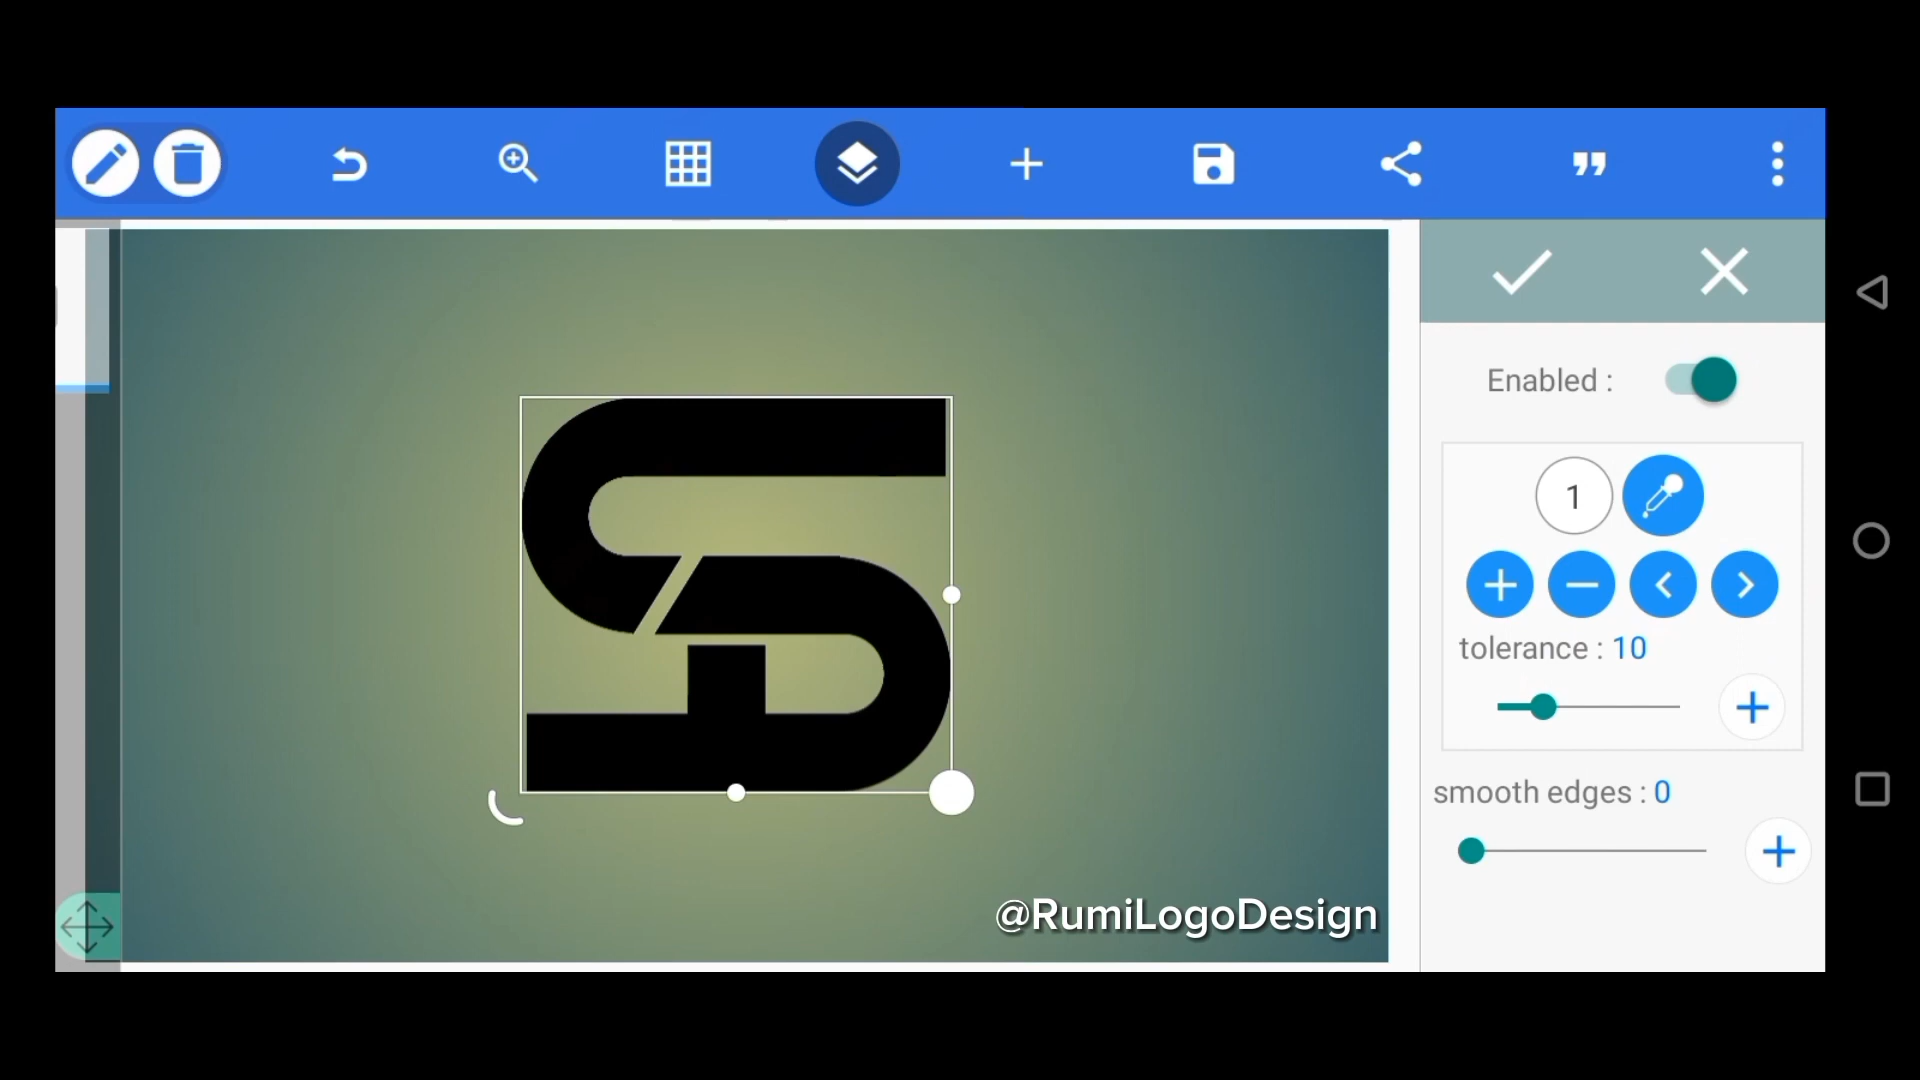 Enabled :
1
tolerance : 10
smooth edges : 0
@RumiLogoDesign